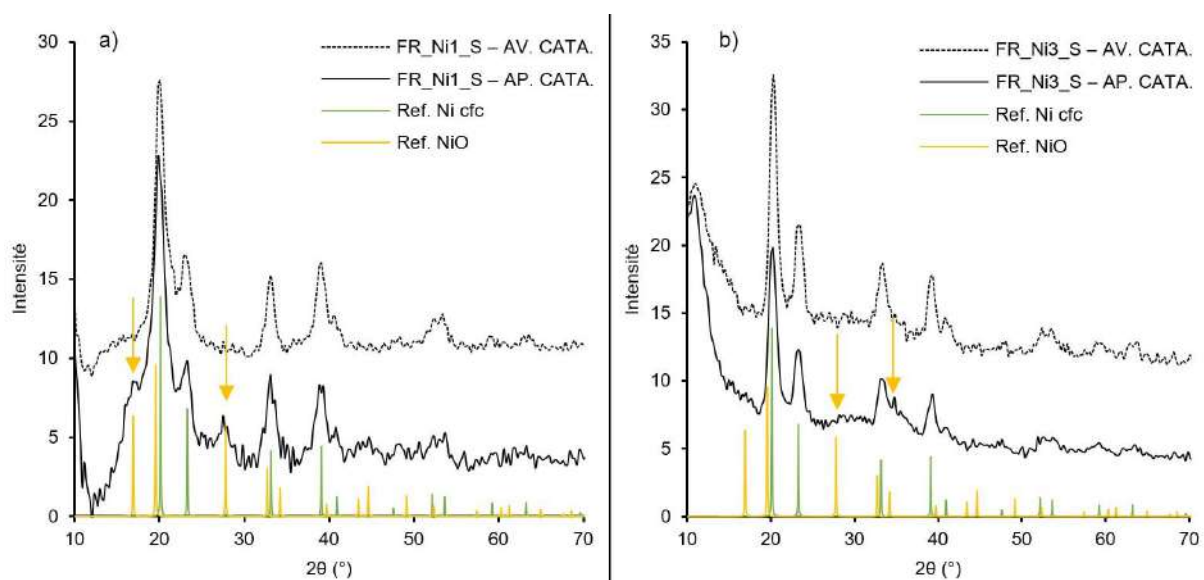 a)
FR_Ni1_S – AV. CATA.
FR_Ni1_S – AP. CATA.
Ref. Ni cfc
Ref. NiO
Intensité
30
25
20
15
10
5
0
10 20 30 40 50 60 70
2θ (°)
b)
FR_Ni3_S – AV. CATA.
FR_Ni3_S – AP. CATA.
Ref. Ni cfc
Ref. NiO
Intensité
35
30
25
20
15
10
5
0
10 20 30 40 50 60 70
2θ (°)